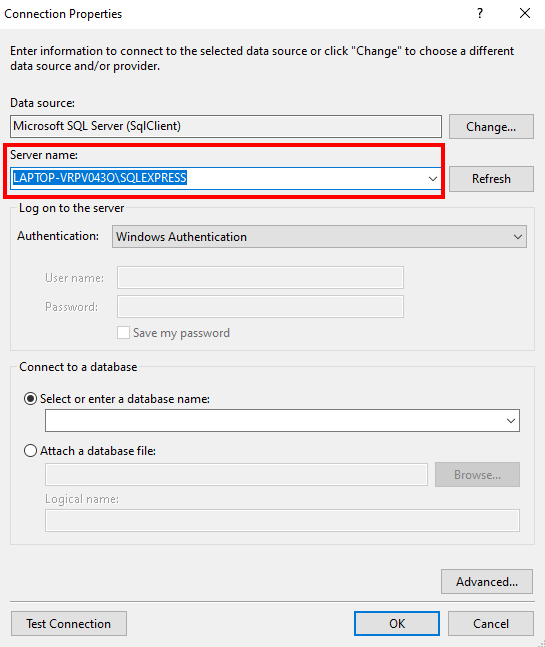 Connection Properties
?
Enter information to connect to the selected data source or click "Change" to choose a different
data source and/or provider.
Data source:
Microsoft SQL Server (SqlClient)
Change...
Server name:
LAPTOP-VRPV043O\SQLEXPRESS
Refresh
Log on to the server
Authentication:
Windows Authentication
User name:
Password:
Save my password
Connect to a database
Select or enter a database name:
Attach a database file:
Browse...
Logical name:
Advanced...
Test Connection
OK
Cancel